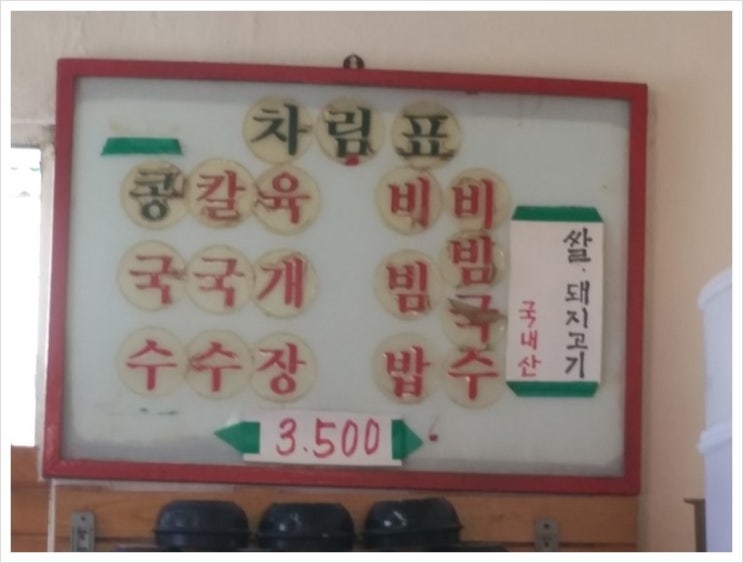 차림표
비빔국수
비빔밥
육개장
칼국수
콩국수
쌀. 돼지고기
국내산
3.500